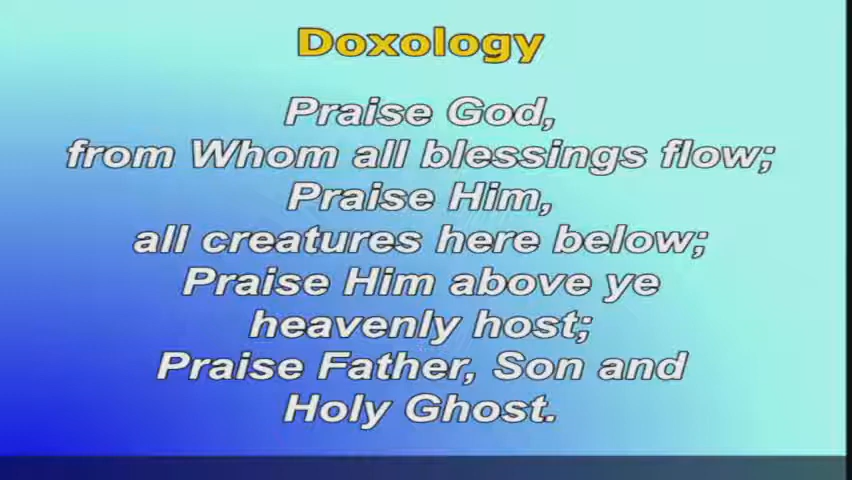 Doxology
Praise God,
from Whom all blessings flow;
Praise Him,
all creatures here below;
Praise Him above ye
heavenly host;
Praise Father, Son and
Holy Ghost.